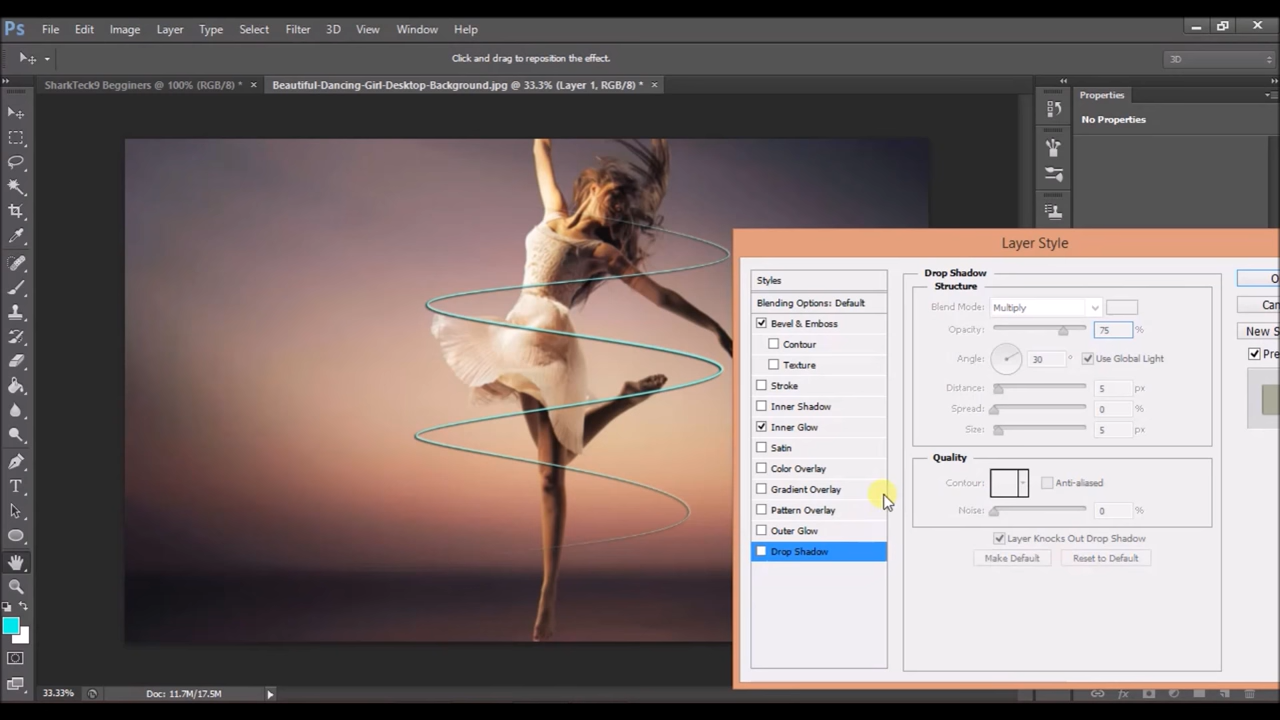 Ps File Edit Image Layer Type Select Filter 3D View Window Help
Click and drag to reposition the effect.
3D
SharkTeck9 Begginers @ 100% (RGB/8) * × Beautiful-Dancing-Girl-Desktop-Background.jpg @ 33.3% (Layer 1, RGB/8) * ×
Properties
No Properties
Layer Style
Styles
Blending Options: Default
Bevel & Emboss
Contour
Texture
Stroke
Inner Shadow
Inner Glow
Satin
Color Overlay
Gradient Overlay
Pattern Overlay
Outer Glow
Drop Shadow
Drop Shadow
Structure
Blend Mode: Multiply
Opacity: 75 %
Angle: 30 ° Use Global Light
Distance: 5 px
Spread: 0 %
Size: 5 px
Quality
Contour: Anti-aliased
Noise: 0 %
Layer Knocks Out Drop Shadow
Make Default Reset to Default
O
Can
New S
Pre
33.33% Doc: 11.7M/17.5M
fx